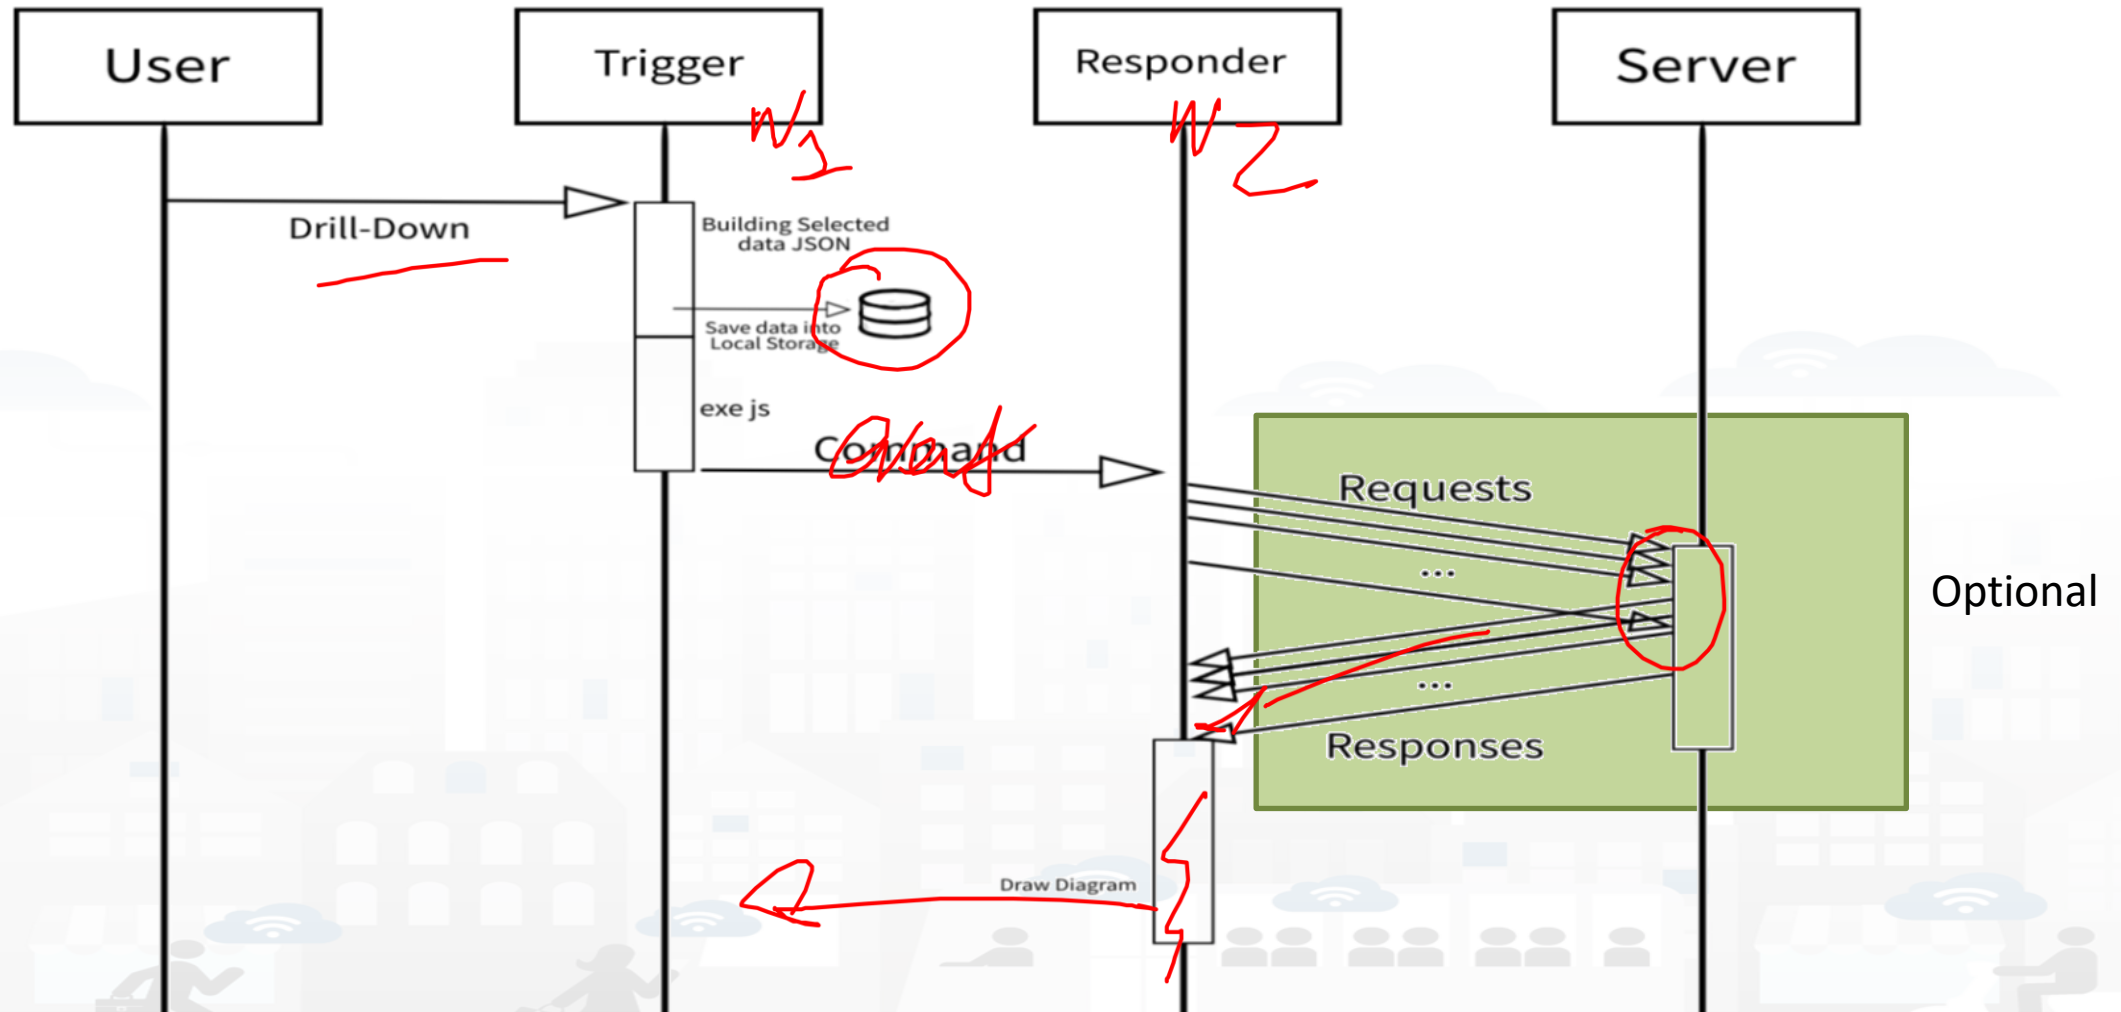 User
Trigger
Responder
Server
W1
W2
Drill-Down
Building Selected
data JSON
Save data into
Local Storage
exe js
Command
Requests
...
Optional
...
Responses
Draw Diagram